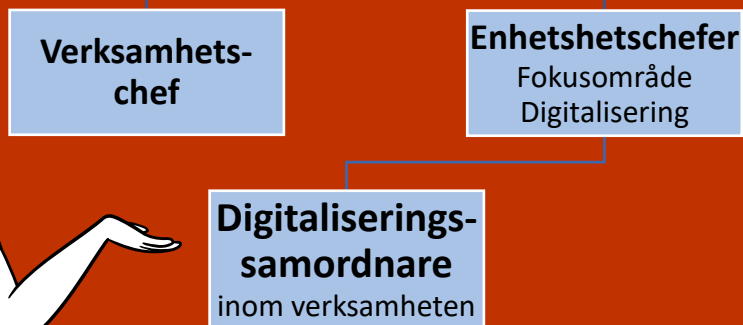 Verksamhets-
chef
Enhetshetschefer
Fokusområde
Digitalisering
Digitaliserings-
samordnare
inom verksamheten